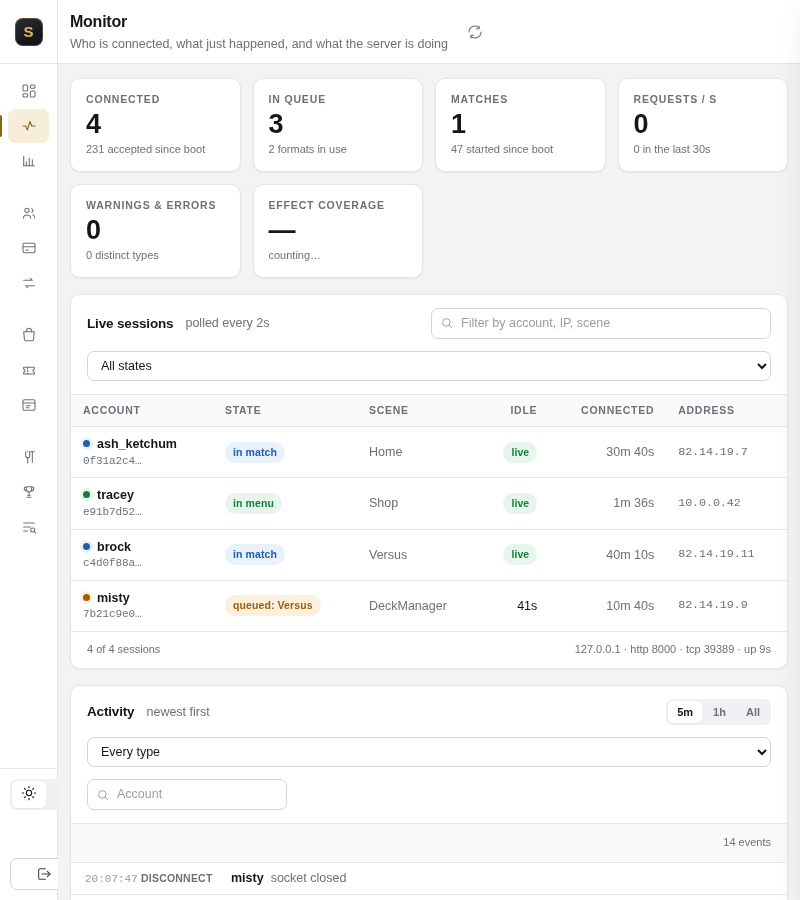 S
Monitor
Who is connected, what just happened, and what the server is doing
CONNECTED
4
231 accepted since boot
IN QUEUE
3
2 formats in use
MATCHES
1
47 started since boot
REQUESTS / S
0
0 in the last 30s
WARNINGS & ERRORS
0
0 distinct types
EFFECT COVERAGE
—
counting…
Live sessions polled every 2s
Filter by account, IP, scene
All states
ACCOUNT STATE SCENE IDLE CONNECTED ADDRESS
ash_ketchum in match Home live 30m 40s 82.14.19.7
0f31a2c4…
tracey in menu Shop live 1m 36s 10.0.0.42
e91b7d52…
brock in match Versus live 40m 10s 82.14.19.11
c4d0f88a…
misty queued: Versus DeckManager 41s 10m 40s 82.14.19.9
7b21c9e0…
4 of 4 sessions 127.0.0.1 · http 8000 · tcp 39389 · up 9s
Activity newest first 5m 1h All
Every type
Account
14 events
20:07:47 DISCONNECT misty socket closed